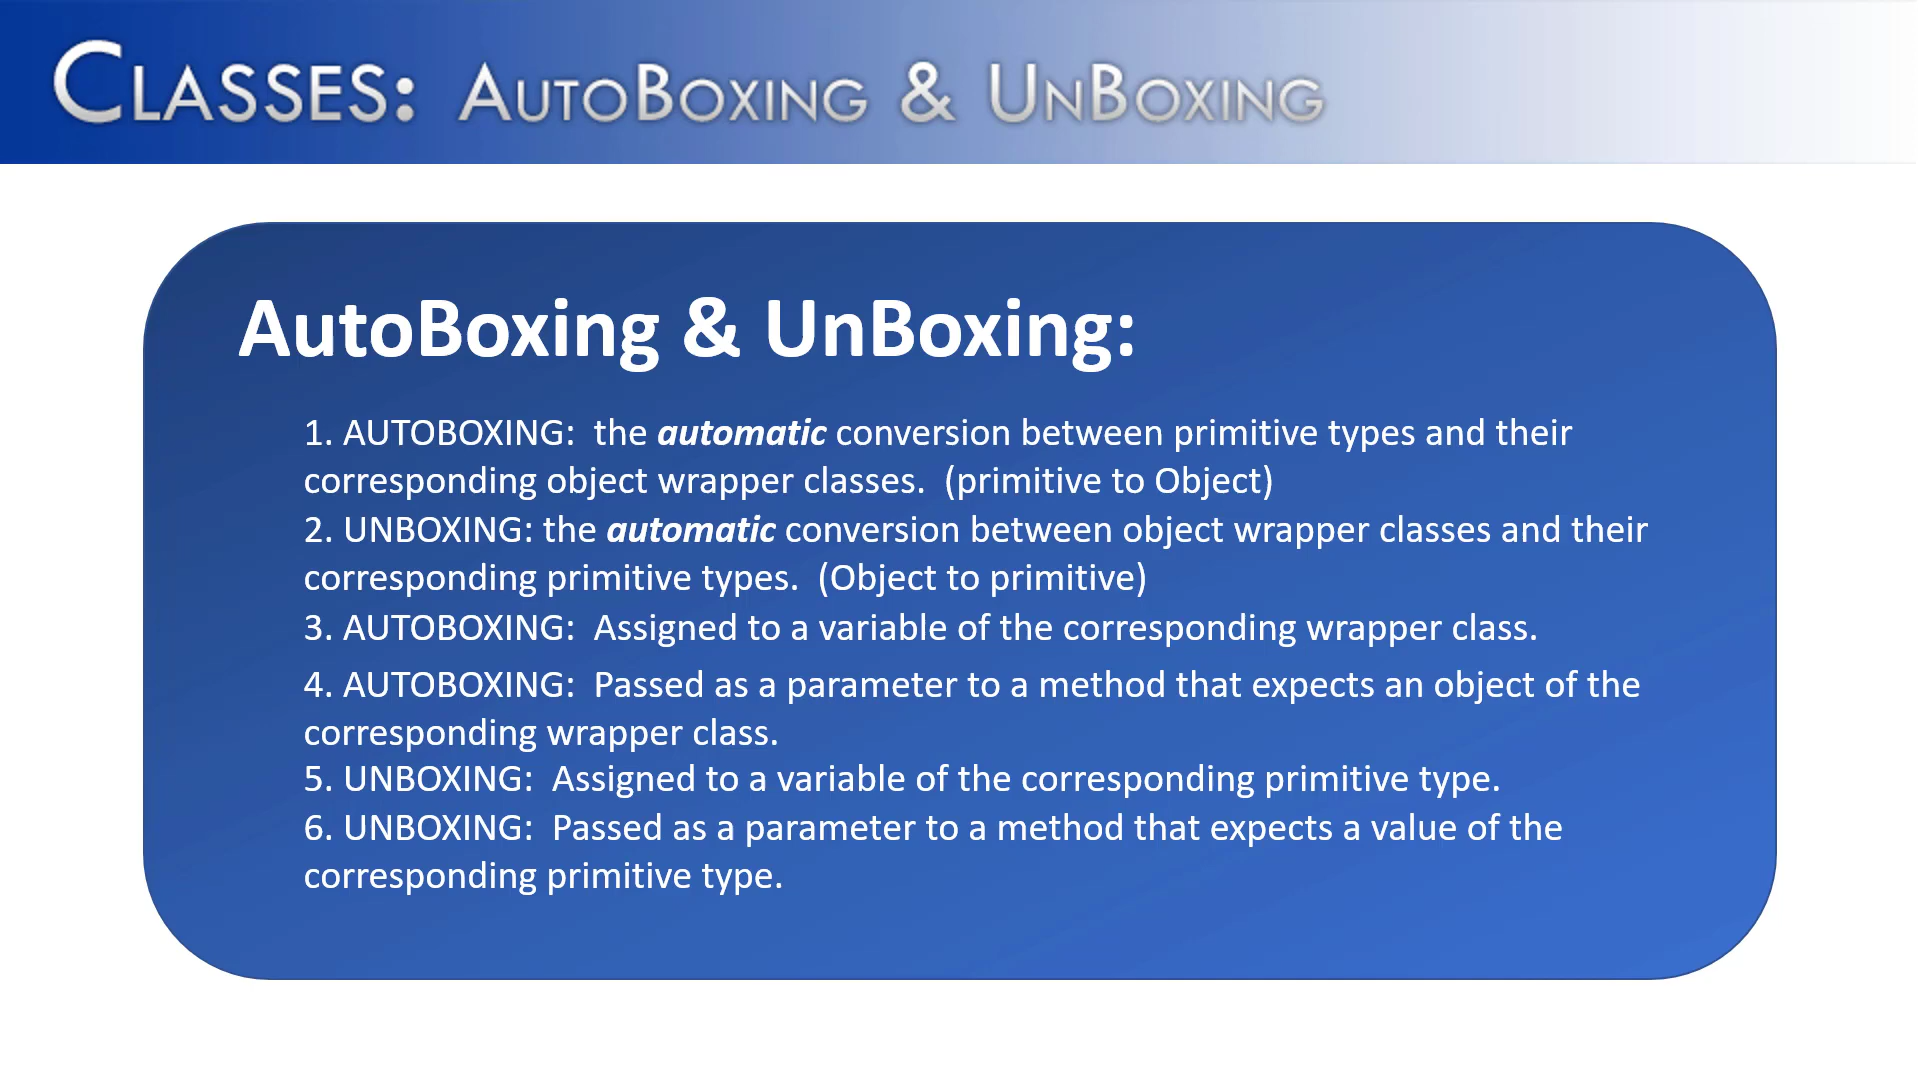 CLASSES: AUTOBOXING & UNBOXING
AutoBoxing & UnBoxing:
1. AUTOBOXING: the automatic conversion between primitive types and their
corresponding object wrapper classes. (primitive to Object)
2. UNBOXING: the automatic conversion between object wrapper classes and their
corresponding primitive types. (Object to primitive)
3. AUTOBOXING: Assigned to a variable of the corresponding wrapper class.
4. AUTOBOXING: Passed as a parameter to a method that expects an object of the
corresponding wrapper class.
5. UNBOXING: Assigned to a variable of the corresponding primitive type.
6. UNBOXING: Passed as a parameter to a method that expects a value of the
corresponding primitive type.